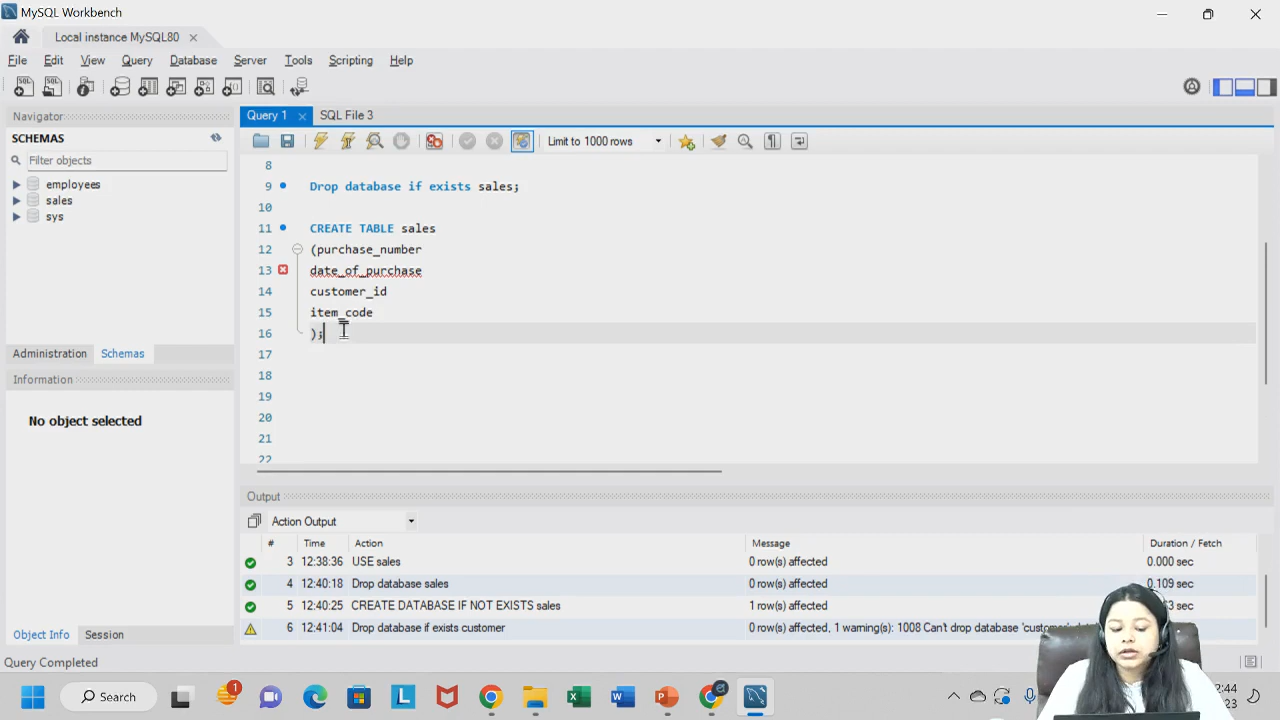 MySQL Workbench
Local instance MySQL80
File Edit View Query Database Server Tools Scripting Help
Navigator
SCHEMAS
Filter objects
employees
sales
sys
Administration Schemas
Information
No object selected
Object Info Session
Query Completed
Query 1 SQL File 3
Limit to 1000 rows
8
9 Drop database if exists sales;
10
11 CREATE TABLE sales
12 (purchase_number
13 date_of_purchase
14 customer_id
15 item_code
16 );
17
18
19
20
21
22
Output
Action Output
# Time Action Message Duration / Fetch
3 12:38:36 USE sales 0 row(s) affected 0.000 sec
4 12:40:18 Drop database sales 0 row(s) affected 0.109 sec
5 12:40:25 CREATE DATABASE IF NOT EXISTS sales 1 row(s) affected sec
6 12:41:04 Drop database if exists customer 0 row(s) affected, 1 warning(s): 1008 Can't drop database
Search
1
L
a